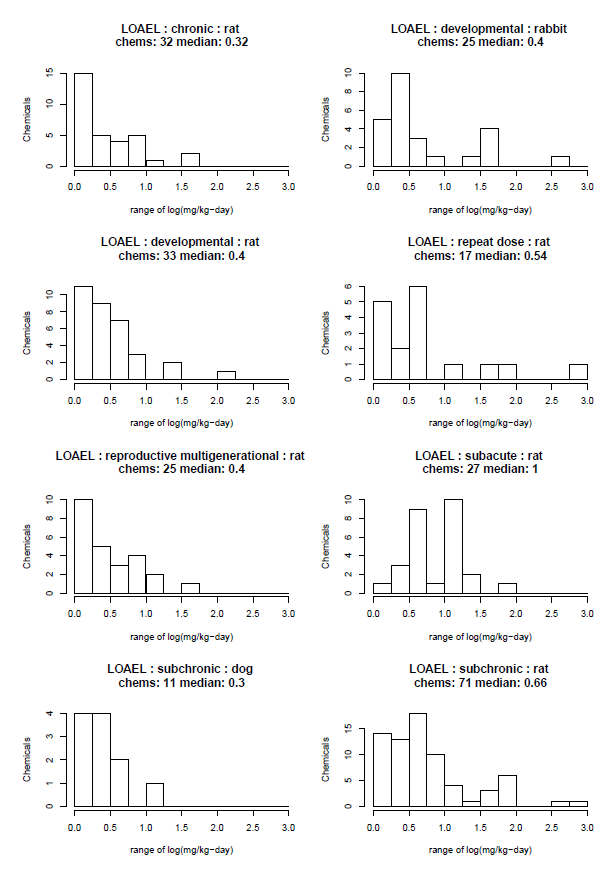 LOAEL : chronic : rat
chems: 32 median: 0.32
15
10
5
0
Chemicals
0.0 0.5 1.0 1.5 2.0 2.5 3.0
range of log(mg/kg−day)
LOAEL : developmental : rabbit
chems: 25 median: 0.4
10
8
6
4
2
0
Chemicals
0.0 0.5 1.0 1.5 2.0 2.5 3.0
range of log(mg/kg−day)
LOAEL : developmental : rat
chems: 33 median: 0.4
10
8
6
4
2
0
Chemicals
0.0 0.5 1.0 1.5 2.0 2.5 3.0
range of log(mg/kg−day)
LOAEL : repeat dose : rat
chems: 17 median: 0.54
6
5
4
3
2
1
0
Chemicals
0.0 0.5 1.0 1.5 2.0 2.5 3.0
range of log(mg/kg−day)
LOAEL : reproductive multigenerational : rat
chems: 25 median: 0.4
10
8
6
4
2
0
Chemicals
0.0 0.5 1.0 1.5 2.0 2.5 3.0
range of log(mg/kg−day)
LOAEL : subacute : rat
chems: 27 median: 1
10
8
6
4
2
0
Chemicals
0.0 0.5 1.0 1.5 2.0 2.5 3.0
range of log(mg/kg−day)
LOAEL : subchronic : dog
chems: 11 median: 0.3
4
3
2
1
0
Chemicals
0.0 0.5 1.0 1.5 2.0 2.5 3.0
range of log(mg/kg−day)
LOAEL : subchronic : rat
chems: 71 median: 0.66
15
10
5
0
Chemicals
0.0 0.5 1.0 1.5 2.0 2.5 3.0
range of log(mg/kg−day)